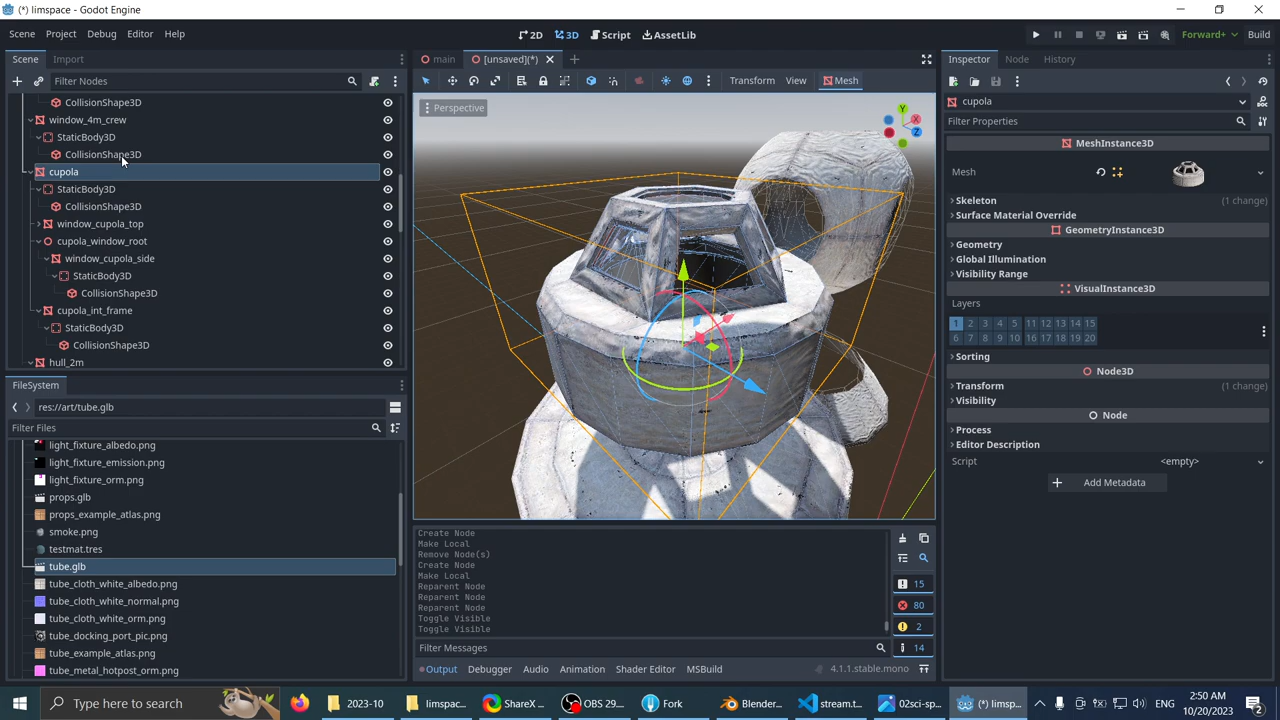 (*) limspace - Godot Engine
Scene Project Debug Editor Help
2D 3D Script AssetLib
Forward+ Build
Scene Import
Filter Nodes
CollisionShape3D
window_4m_crew
StaticBody3D
CollisionShape3D
cupola
StaticBody3D
CollisionShape3D
window_cupola_top
cupola_window_root
window_cupola_side
StaticBody3D
CollisionShape3D
cupola_int_frame
StaticBody3D
CollisionShape3D
hull_2m
FileSystem
res://art/tube.glb
Filter Files
light_fixture_albedo.png
light_fixture_emission.png
light_fixture_orm.png
props.glb
props_example_atlas.png
smoke.png
testmat.tres
tube.glb
tube_cloth_white_albedo.png
tube_cloth_white_normal.png
tube_cloth_white_orm.png
tube_docking_port_pic.png
tube_example_atlas.png
tube_metal_hotpost_orm.png
main [unsaved](*)
Transform View Mesh
Perspective
Y
X
Z
Create Node
Make Local
Remove Node(s)
Create Node
Make Local
Reparent Node
Reparent Node
Reparent Node
Toggle Visible
Toggle Visible
15
80
2
14
Filter Messages
Output Debugger Audio Animation Shader Editor MSBuild
4.1.1.stable.mono
Inspector Node History
cupola
Filter Properties
MeshInstance3D
Mesh
Skeleton (1 change)
Surface Material Override
GeometryInstance3D
Geometry
Global Illumination
Visibility Range
VisualInstance3D
Layers
1 2 3 4 5 11 12 13 14 15
6 7 8 9 10 16 17 18 19 20
Sorting
Node3D
Transform (1 change)
Visibility
Node
Process
Editor Description
Script <empty>
Add Metadata
Type here to search
2023-10
limspac...
ShareX ...
OBS 29....
Fork
Blender...
stream.t...
02sci-sp...
(*) limsp...
ENG
2:50 AM
10/20/2023
2